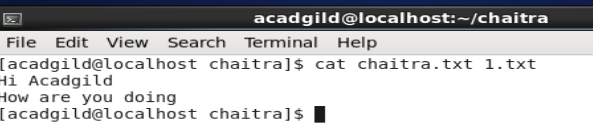 acadgild@localhost:~/chaitra
File Edit View Search Terminal Help
[acadgild@localhost chaitra]$ cat chaitra.txt 1.txt
Hi Acadgild
How are you doing
[acadgild@localhost chaitra]$